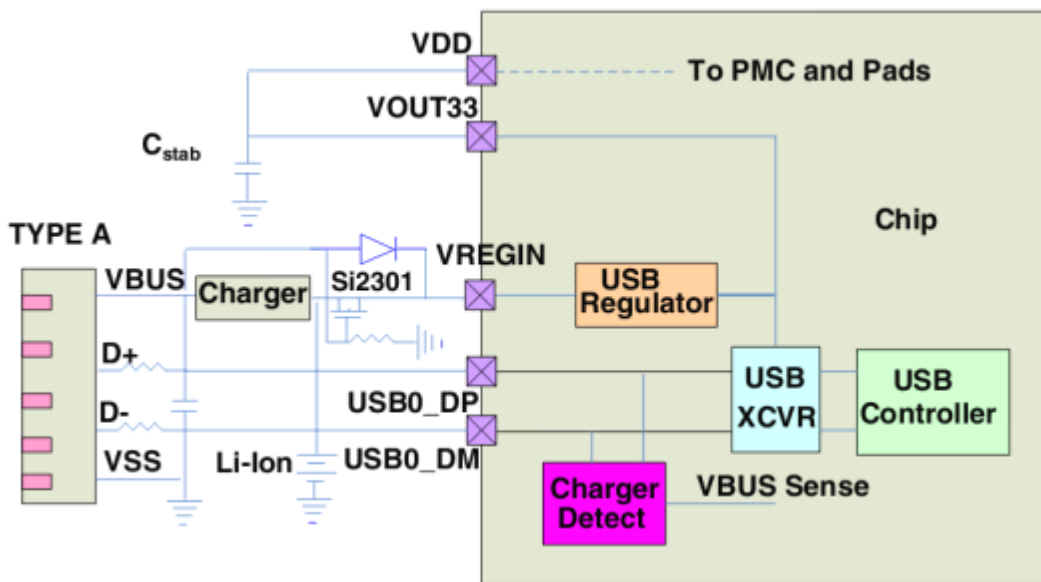 VDD
To PMC and Pads
VOUT33
C_stab
Chip
TYPE A
VREGIN
VBUS
Charger
Si2301
USB
Regulator
D+
USB
XCVR
USB
Controller
D-
USB0_DP
VSS
Li-Ion
USB0_DM
Charger
Detect
VBUS Sense